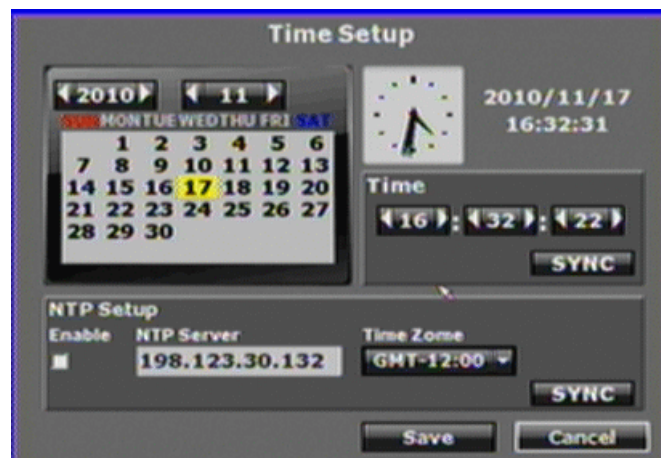 Time Setup
2010 11
SUN MON TUE WED THU FRI SAT
1 2 3 4 5 6
7 8 9 10 11 12 13
14 15 16 17 18 19 20
21 22 23 24 25 26 27
28 29 30
2010/11/17
16:32:31
Time
16 : 32 : 22
SYNC
NTP Setup
Enable NTP Server Time Zome
198.123.30.132 GMT-12:00
SYNC
Save Cancel